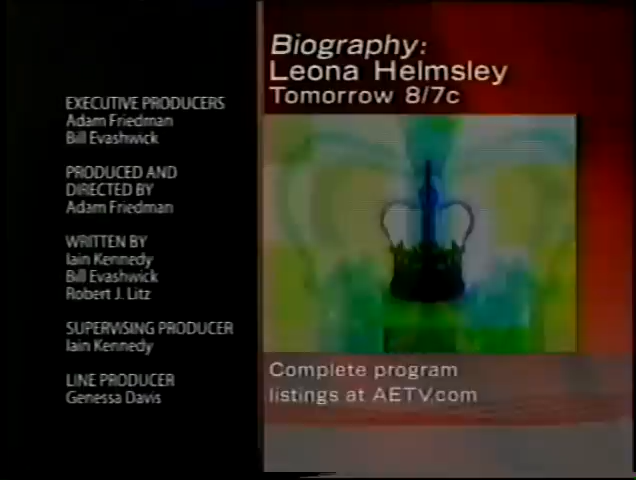 EXECUTIVE PRODUCERS
Adam Friedman
Bill Evashwick
PRODUCED AND
DIRECTED BY
Adam Friedman
WRITTEN BY
Iain Kennedy
Bill Evashwick
Robert J. Litz
SUPERVISING PRODUCER
Iain Kennedy
LINE PRODUCER
Genessa Davis
Biography:
Leona Helmsley
Tomorrow 8/7c
Complete program
listings at AETV.com